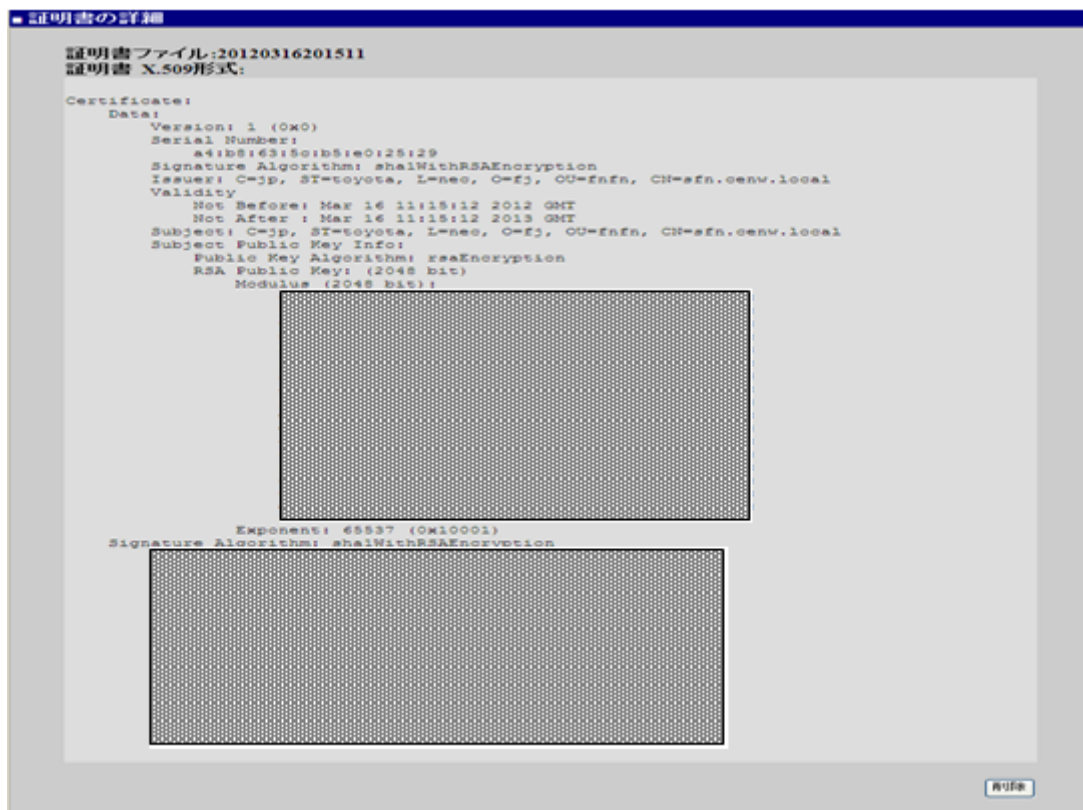 証明書の詳細
証明書ファイル:20120316201511
証明書 X.509形式:
Certificate:
Data:
Version: 1 (0x0)
Serial Number:
a4:b8:63:5c:b5:e0:25:29
Signature Algorithm: sha1WithRSAEncryption
Issuer: C=jp, ST=toyota, L=nec, O=fj, OU=fnfn, CN=sfn.cenw.local
Validity
Not Before: Mar 16 11:15:12 2012 GMT
Not After : Mar 16 11:15:12 2013 GMT
Subject: C=jp, ST=toyota, L=nec, O=fj, OU=fnfn, CN=sfn.cenw.local
Subject Public Key Info:
Public Key Algorithm: rsaEncryption
RSA Public Key: (2048 bit)
Modulus (2048 bit):
Exponent: 65537 (0x10001)
Signature Algorithm: sha1WithRSAEncryption
削除